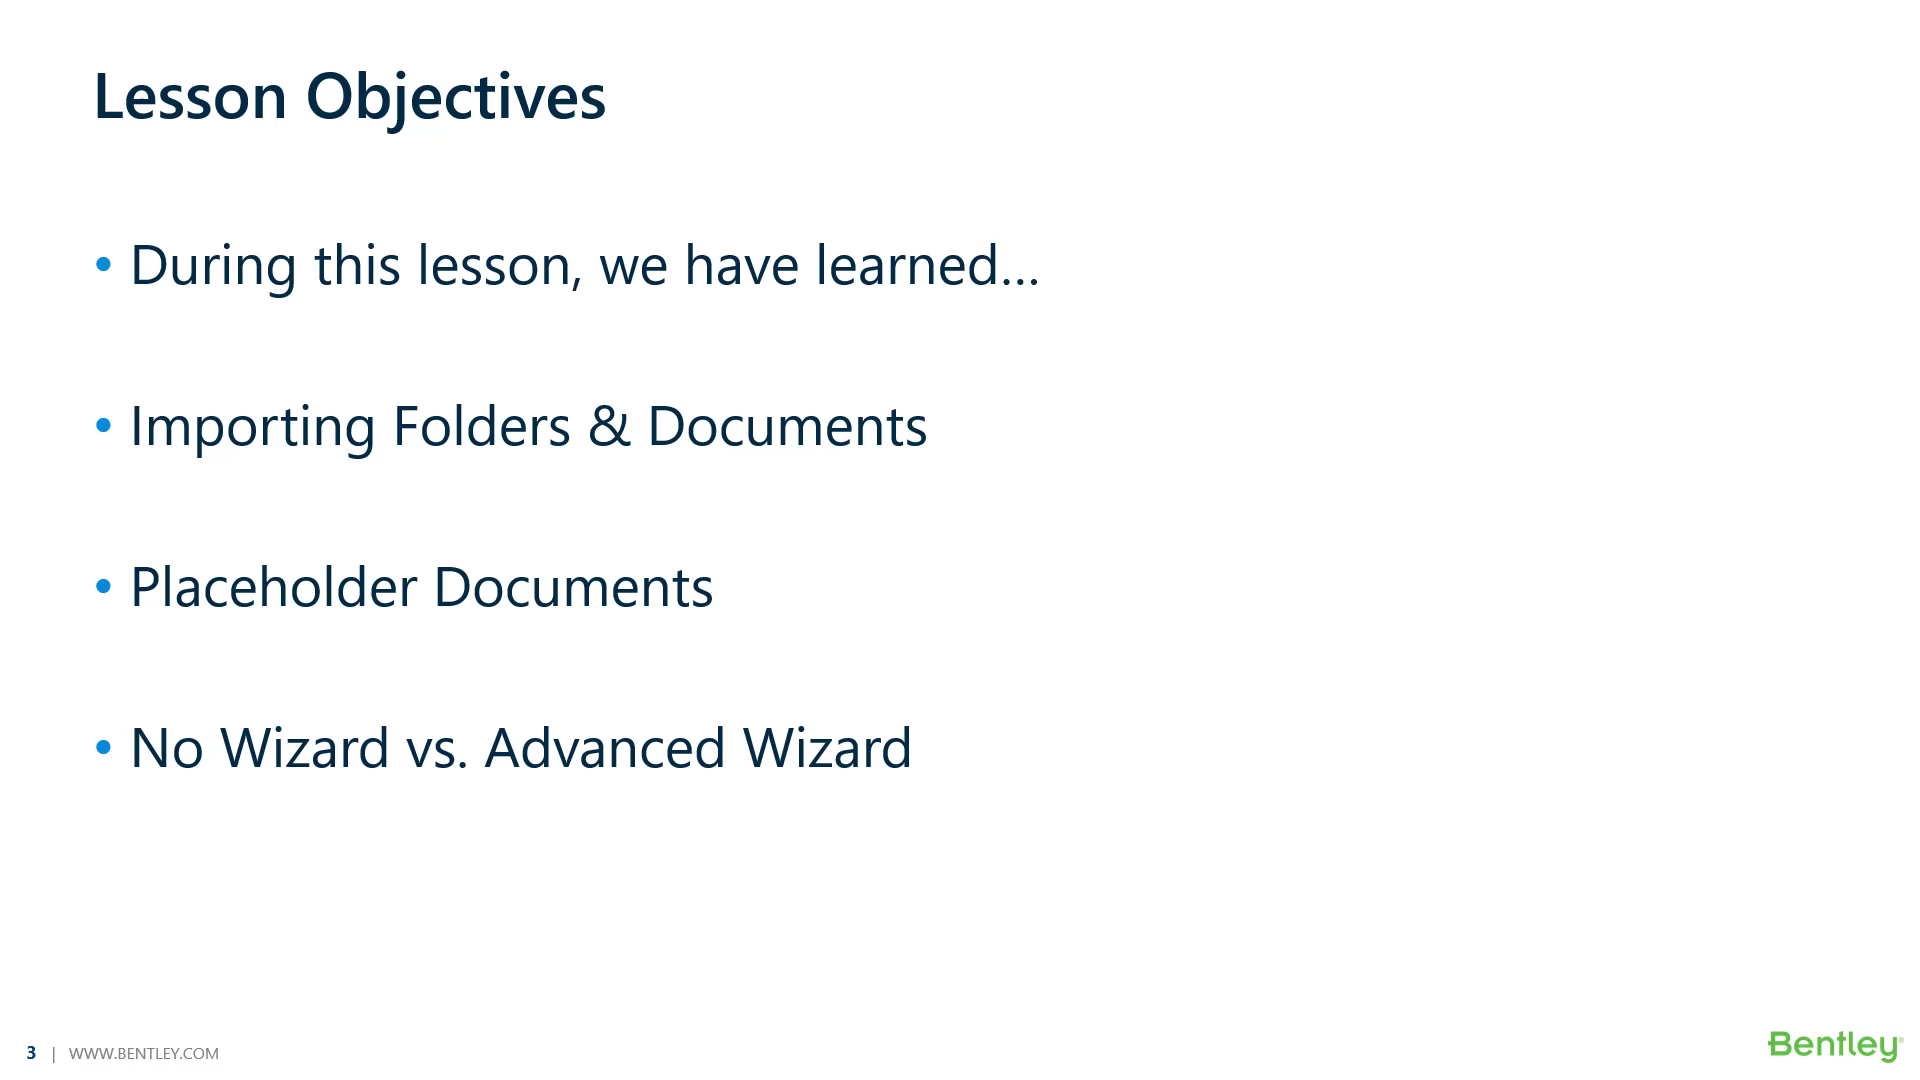 Lesson Objectives
• During this lesson, we have learned…
• Importing Folders & Documents
• Placeholder Documents
• No Wizard vs. Advanced Wizard
3 | WWW.BENTLEY.COM
Bentley®